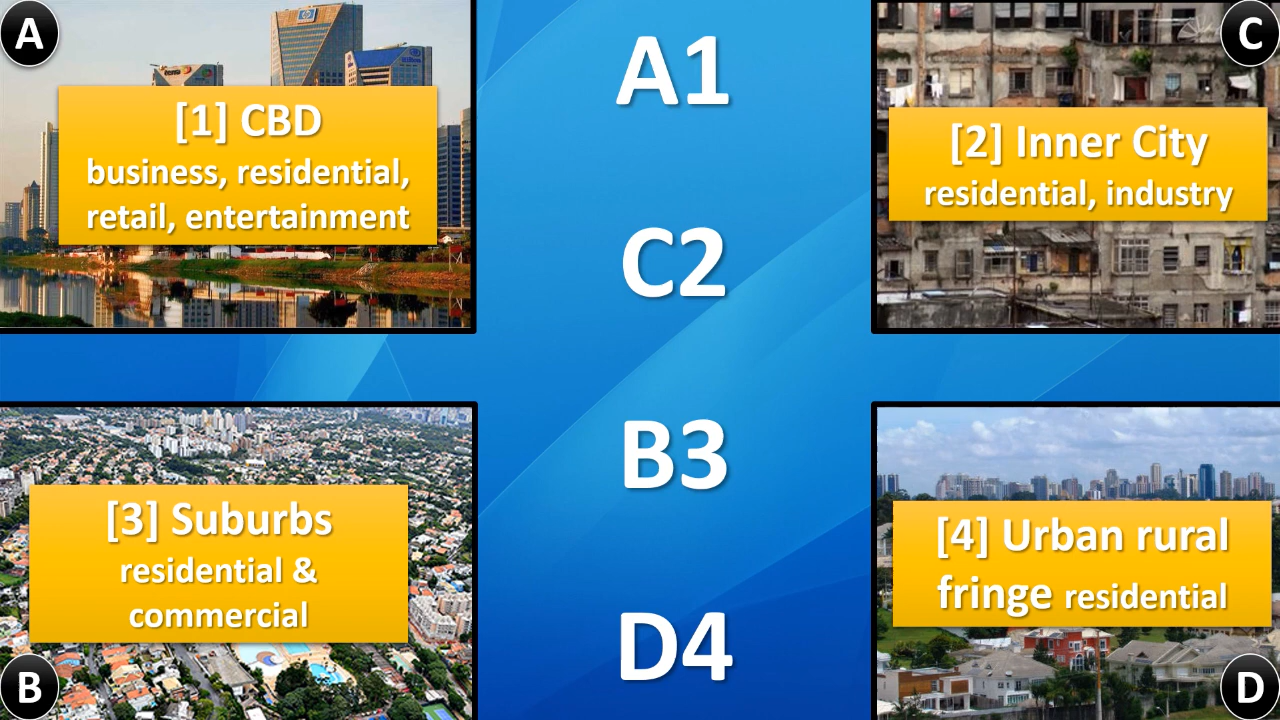 A
[1] CBD
business, residential,
retail, entertainment
A1
C
[2] Inner City
residential, industry
C2
B3
[3] Suburbs
residential &
commercial
B
[4] Urban rural
fringe residential
D4
D